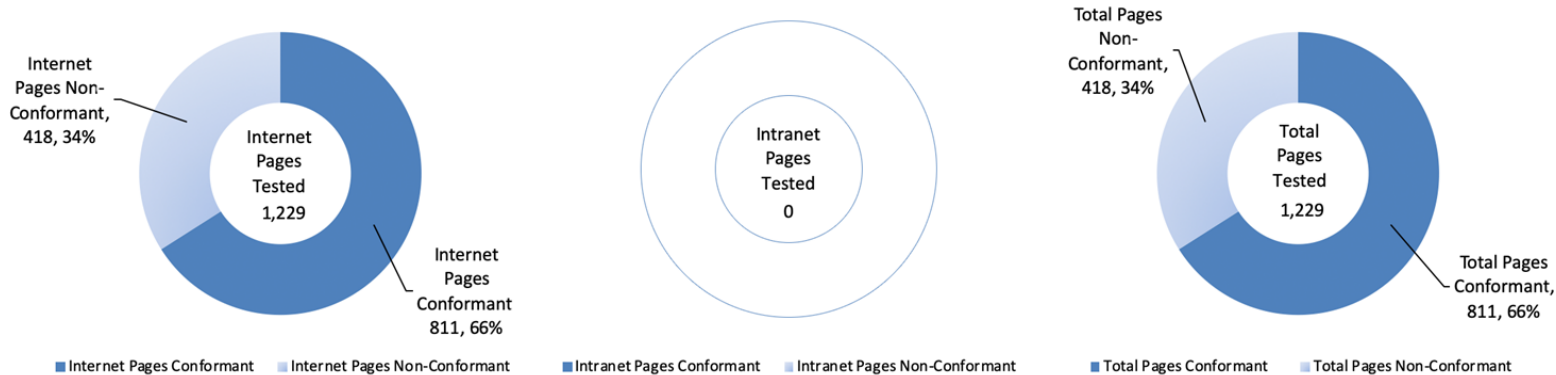 Internet
Pages Non-
Conformant,
418, 34%
Internet
Pages
Tested
1,229
Internet
Pages
Conformant
811, 66%
Internet Pages Conformant
Internet Pages Non-Conformant
Intranet
Pages
Tested
0
Intranet Pages Conformant
Intranet Pages Non-Conformant
Total Pages
Non-
Conformant,
418, 34%
Total
Pages
Tested
1,229
Total Pages
Conformant,
811, 66%
Total Pages Conformant
Total Pages Non-Conformant